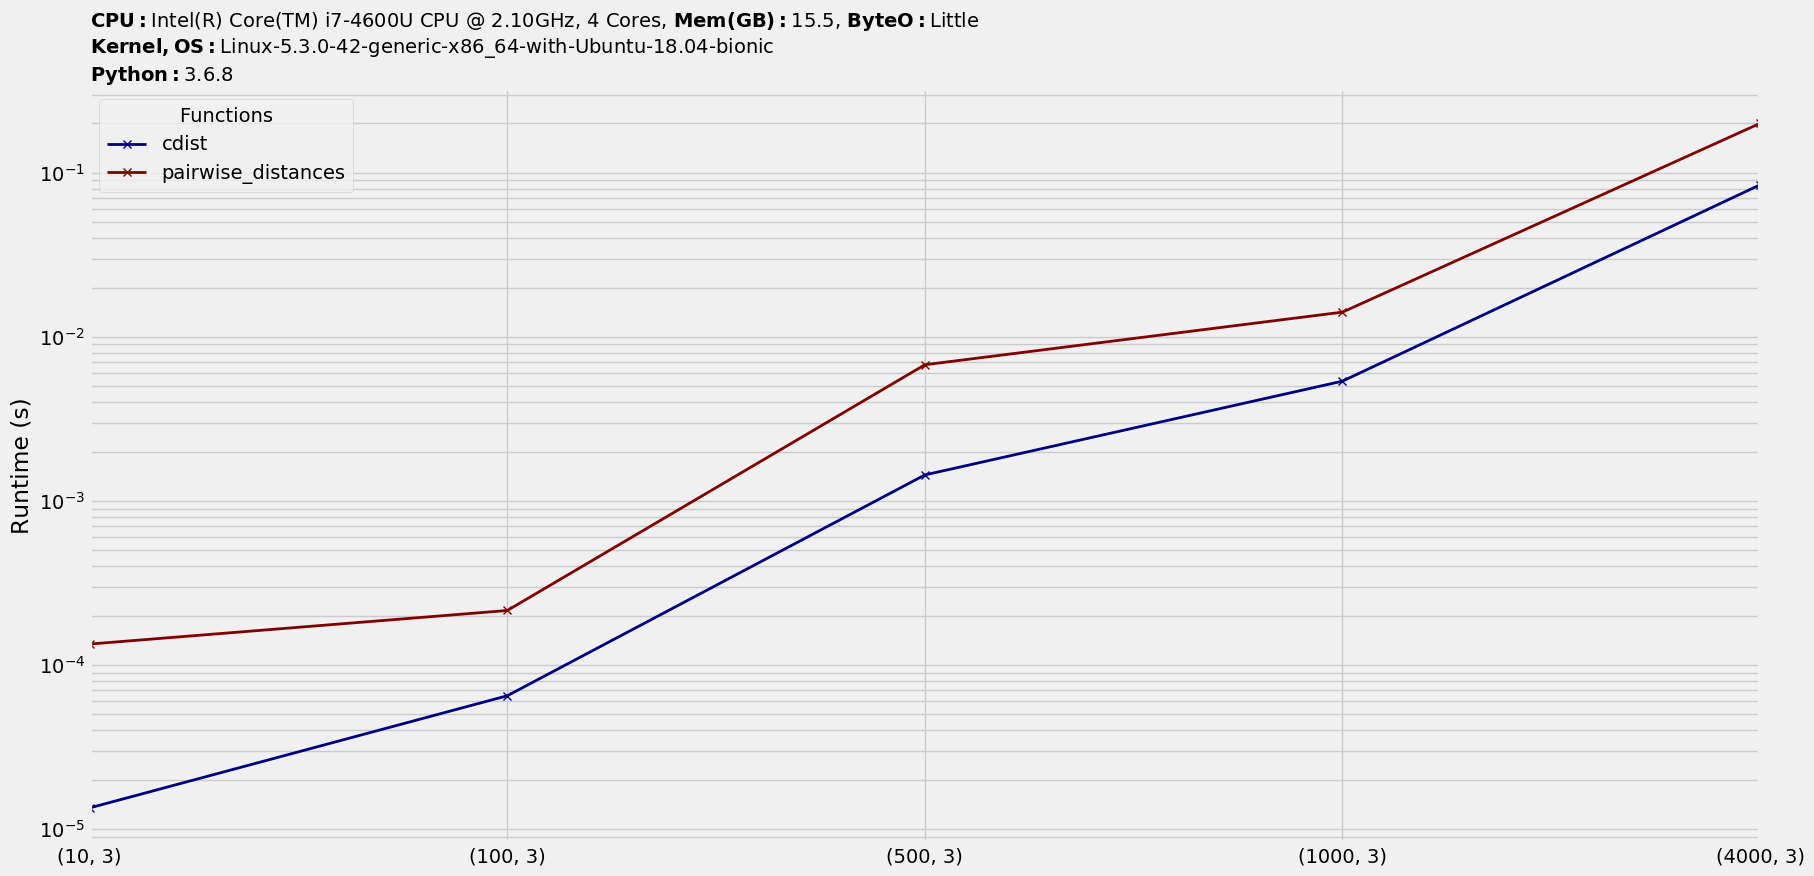 CPU: Intel(R) Core(TM) i7-4600U CPU @ 2.10GHz, 4 Cores, Mem(GB): 15.5, ByteO: Little
Kernel, OS: Linux-5.3.0-42-generic-x86_64-with-Ubuntu-18.04-bionic
Python: 3.6.8
Functions
cdist
pairwise_distances
10⁻¹
10⁻²
10⁻³
10⁻⁴
10⁻⁵
Runtime (s)
(10, 3) (100, 3) (500, 3) (1000, 3) (4000, 3)